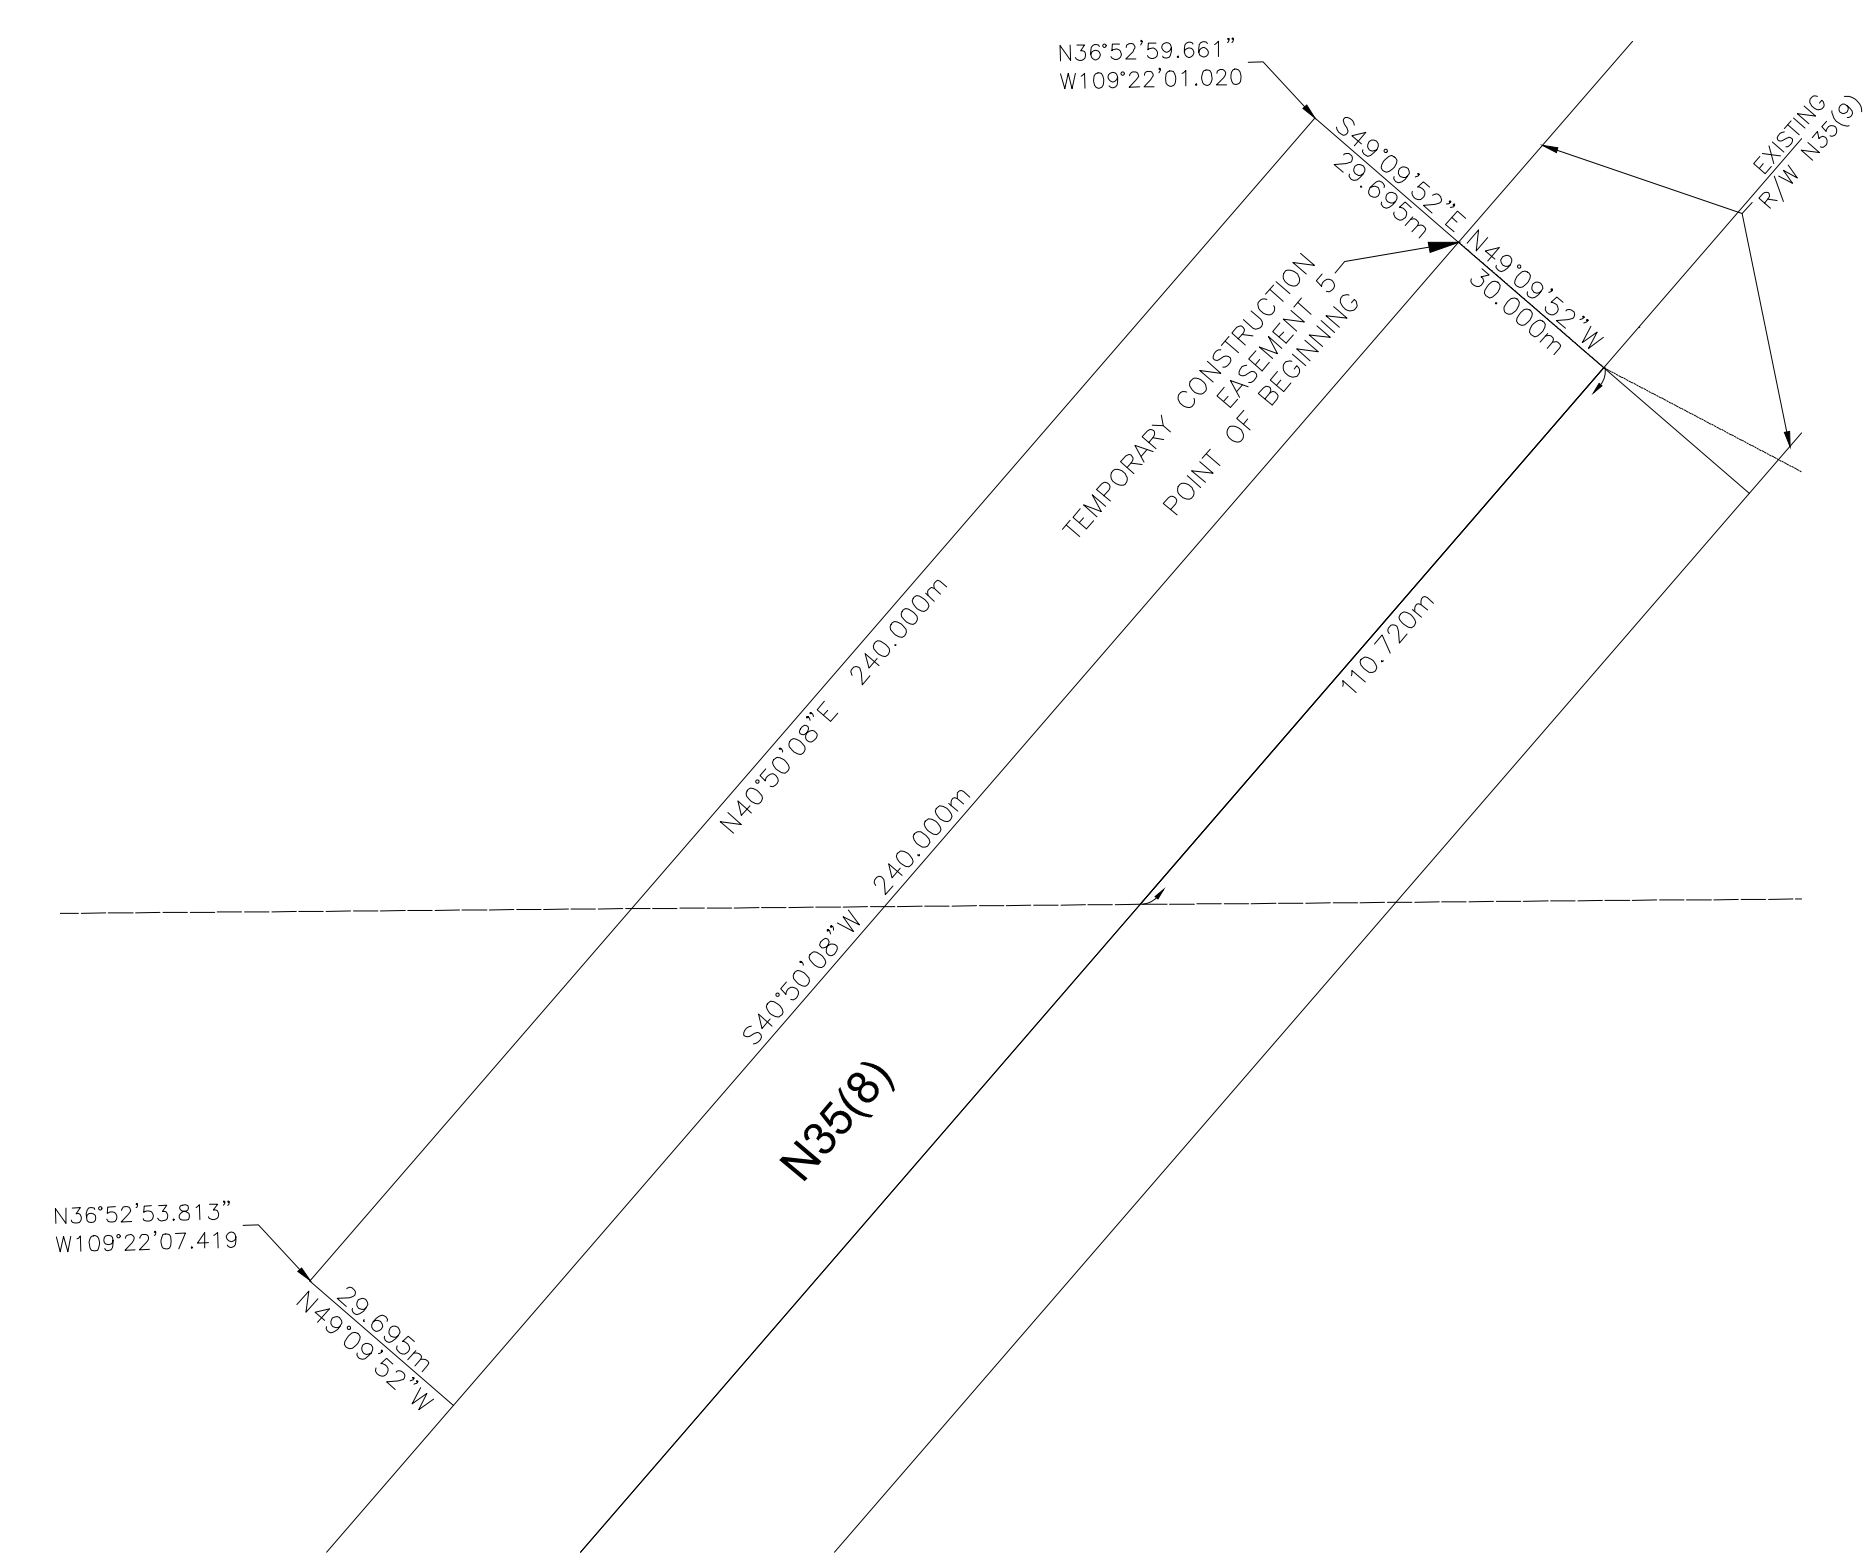 N36°52'59.661"
W109°22'01.020
EXISTING
R/W N35(9)
S49°09'52"E
29.695m
N49°09'52"W
30.000m
TEMPORARY CONSTRUCTION
EASEMENT 5
POINT OF BEGINNING
110.720m
N40°50'08"E 240.000m
S40°50'08"W 240.000m
N35(8)
N36°52'53.813"
W109°22'07.419
29.695m
N49°09'52"W